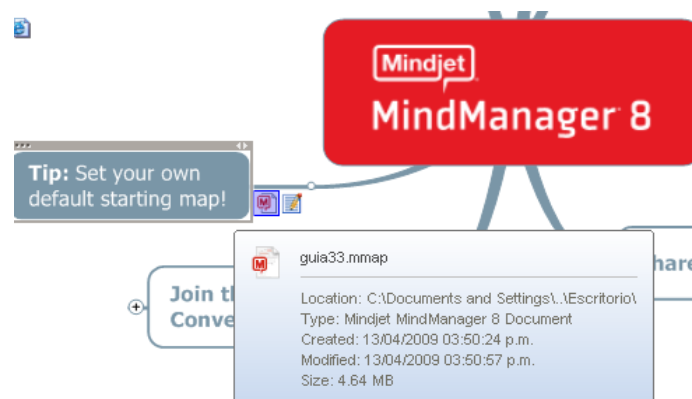 Mindjet
MindManager 8
Tip: Set your own
default starting map!
guia33.mmap
Location: C:\Documents and Settings\..\Escritorio\
Type: Mindjet MindManager 8 Document
Created: 13/04/2009 03:50:24 p.m.
Modified: 13/04/2009 03:50:57 p.m.
Size: 4.64 MB
Join